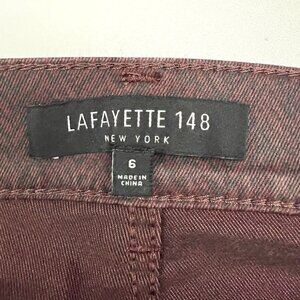 LAFAYETTE 148
NEW YORK
6
MADE IN
CHINA